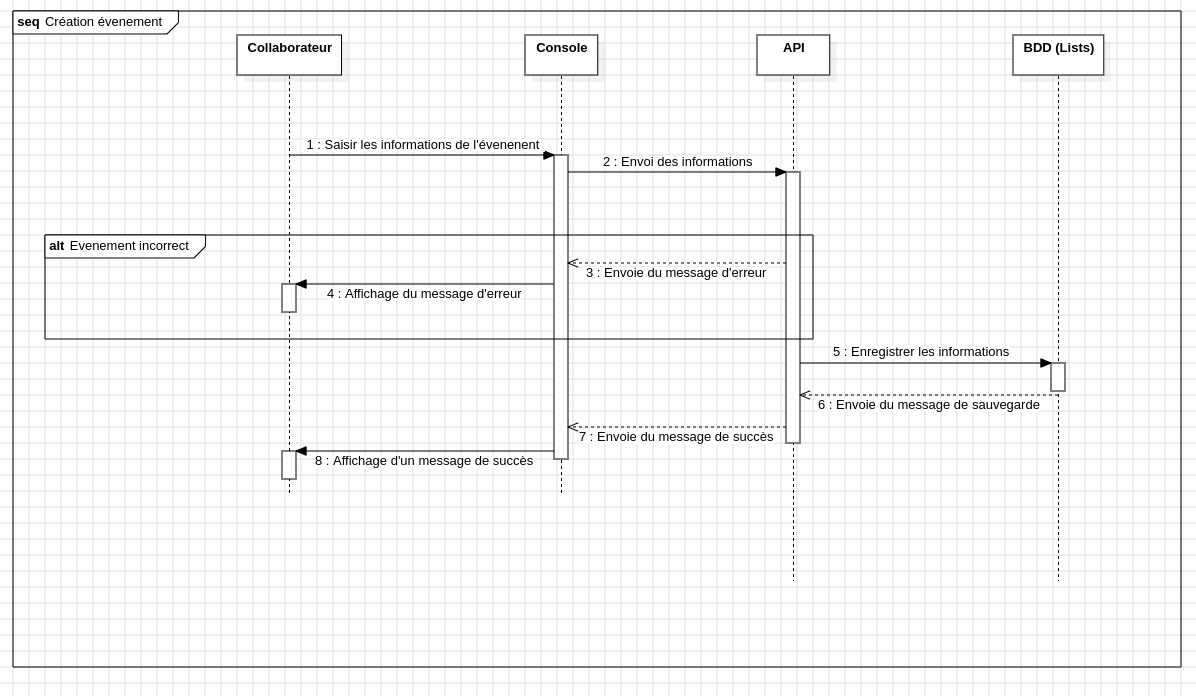 seq Création évenement
Collaborateur
Console
API
BDD (Lists)
1 : Saisir les informations de l'évenenent
2 : Envoi des informations
alt Evenement incorrect
3 : Envoie du message d'erreur
4 : Affichage du message d'erreur
5 : Enregistrer les informations
6 : Envoie du message de sauvegarde
7 : Envoie du message de succès
8 : Affichage d'un message de succès